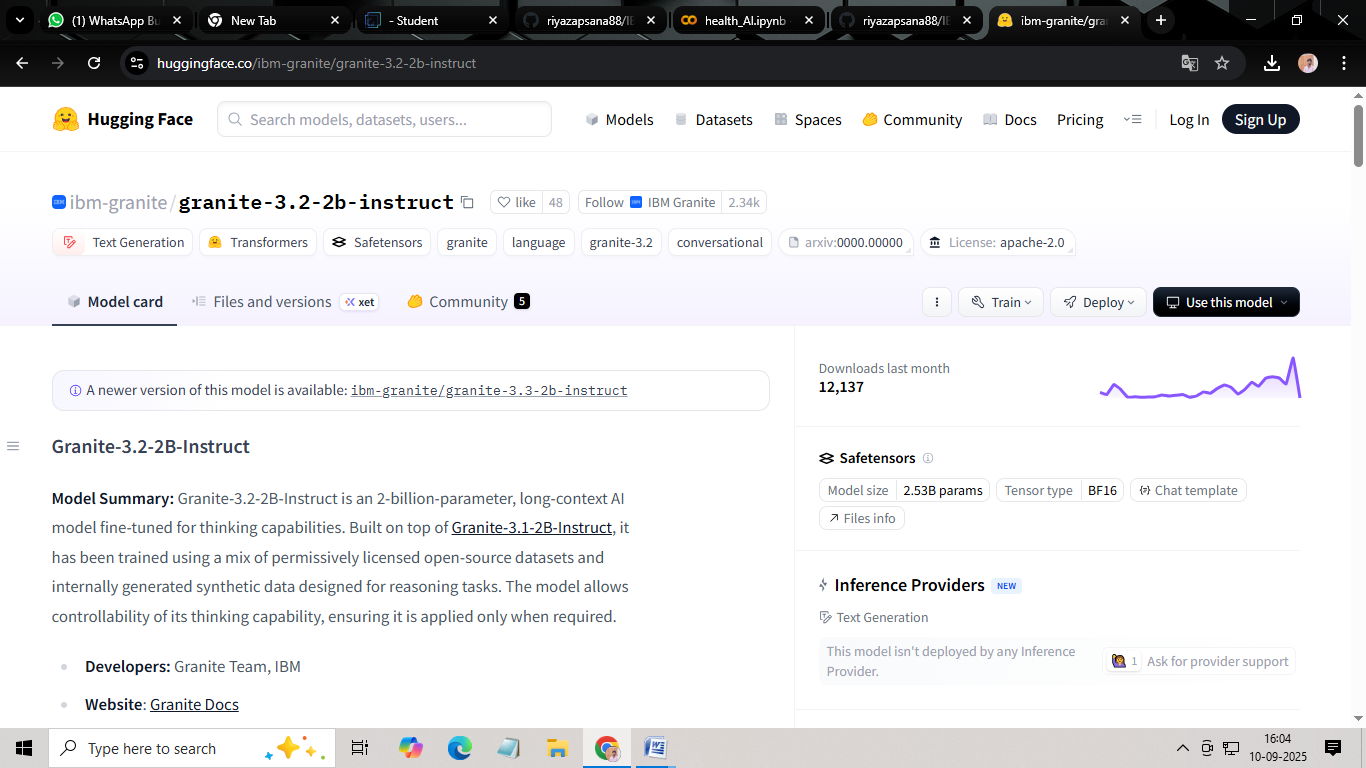 (1) WhatsApp Bu
New Tab
- Student
riyazapsana88/IB
health_AI.ipynb -
riyazapsana88/IB
ibm-granite/gra
huggingface.co/ibm-granite/granite-3.2-2b-instruct
Hugging Face
Search models, datasets, users...
Models
Datasets
Spaces
Community
Docs
Pricing
Log In
Sign Up
ibm-granite/granite-3.2-2b-instruct
like 48
Follow IBM Granite 2.34k
Text Generation
Transformers
Safetensors
granite
language
granite-3.2
conversational
arxiv:0000.00000
License: apache-2.0
Model card
Files and versions
xet
Community 5
Train
Deploy
Use this model
A newer version of this model is available: ibm-granite/granite-3.3-2b-instruct
Granite-3.2-2B-Instruct
Model Summary: Granite-3.2-2B-Instruct is an 2-billion-parameter, long-context AI
model fine-tuned for thinking capabilities. Built on top of Granite-3.1-2B-Instruct, it
has been trained using a mix of permissively licensed open-source datasets and
internally generated synthetic data designed for reasoning tasks. The model allows
controllability of its thinking capability, ensuring it is applied only when required.
Developers: Granite Team, IBM
Website: Granite Docs
Downloads last month
12,137
Safetensors
Model size 2.53B params
Tensor type BF16
Chat template
Files info
Inference Providers NEW
Text Generation
This model isn't deployed by any Inference
Provider.
1 Ask for provider support
Type here to search
16:04
10-09-2025